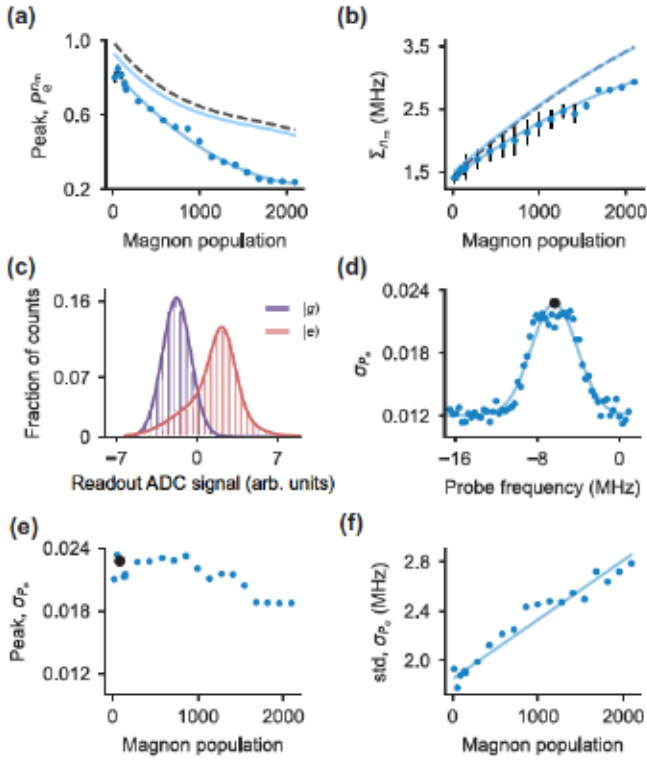 (a)
Peak, P_e^{n_m}
1.0
0.6
0.2
0
1000
2000
Magnon population
(b)
Σ_{n_m} (MHz)
3.5
2.5
1.5
0
1000
2000
Magnon population
(c)
Fraction of counts
0.16
0.07
0
|g⟩
|e⟩
−7
0
7
Readout ADC signal (arb. units)
(d)
σ_{P_e}
0.024
0.018
0.012
−16
−8
0
Probe frequency (MHz)
(e)
Peak, σ_{P_e}
0.024
0.018
0.012
0
1000
2000
Magnon population
(f)
std, σ_{P_e} (MHz)
2.8
2.4
2.0
0
1000
2000
Magnon population